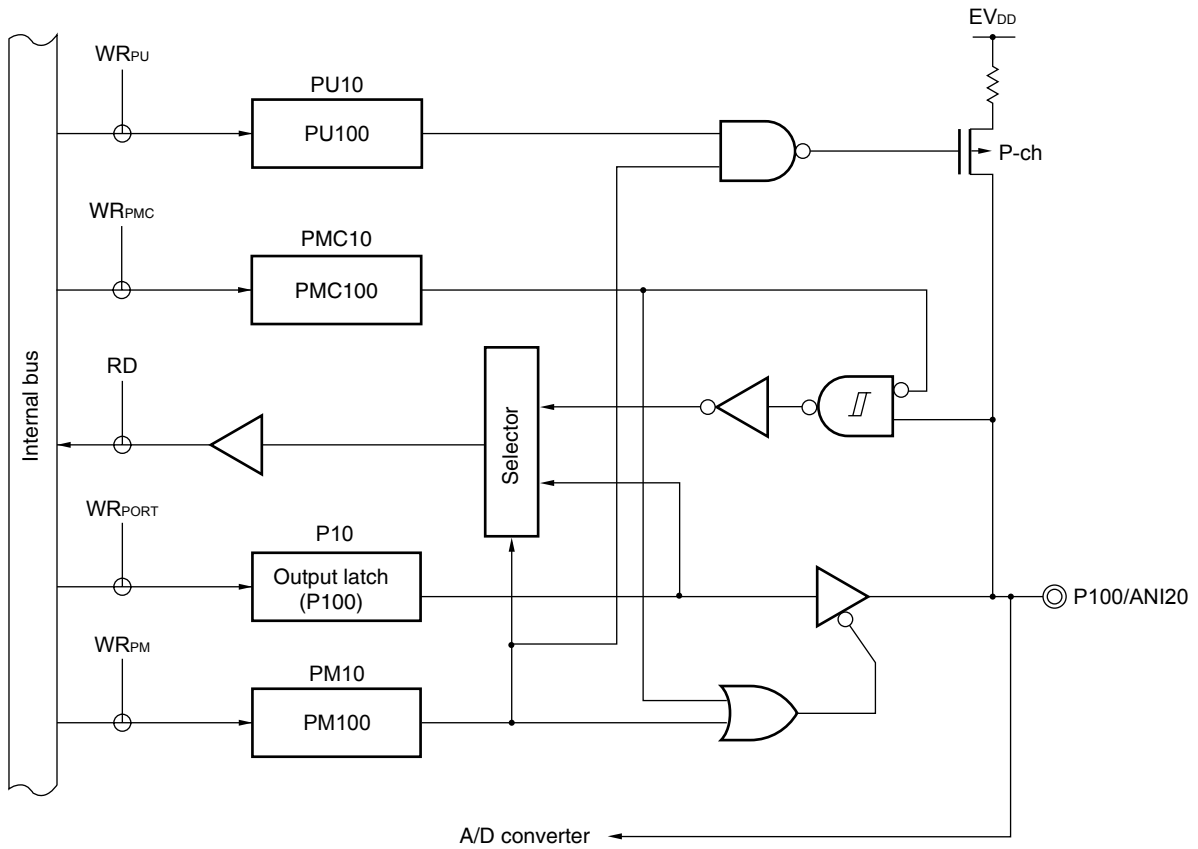 EVDD
WRPU
PU10
PU100
P-ch
WRPMC
PMC10
PMC100
Internal bus
RD
Selector
WRPORT
P10
Output latch
(P100)
P100/ANI20
WRPM
PM10
PM100
A/D converter